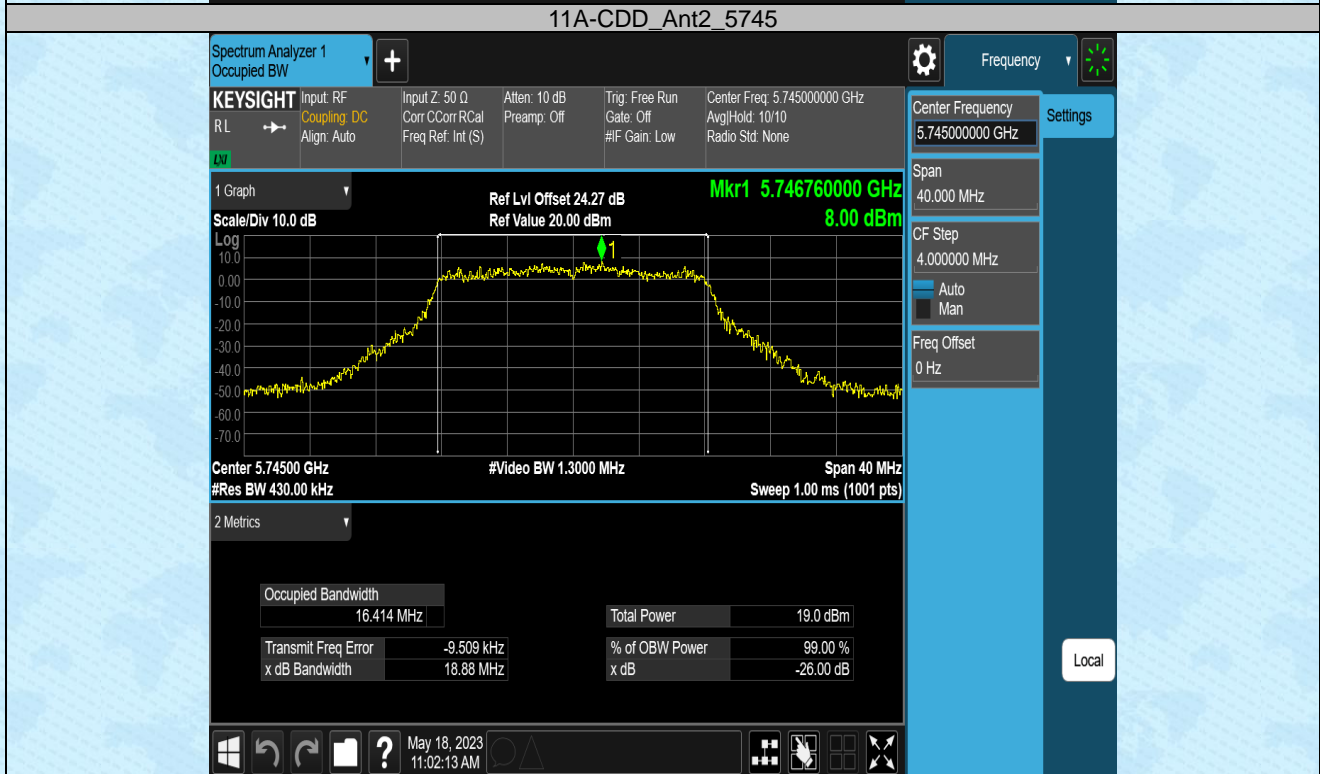 11A-CDD_Ant2_5745
Spectrum Analyzer 1
Occupied BW
+
Frequency
KEYSIGHT
RL
LXI
Input: RF
Coupling: DC
Align: Auto
Input Z: 50 Ω
Corr CCorr RCal
Freq Ref: Int (S)
Atten: 10 dB
Preamp: Off
Trig: Free Run
Gate: Off
#IF Gain: Low
Center Freq: 5.745000000 GHz
Avg|Hold: 10/10
Radio Std: None
Center Frequency
5.745000000 GHz
Settings
Span
40.000 MHz
CF Step
4.000000 MHz
Auto
Man
Freq Offset
0 Hz
Local
1 Graph
Scale/Div 10.0 dB
Ref Lvl Offset 24.27 dB
Ref Value 20.00 dBm
Mkr1 5.746760000 GHz
8.00 dBm
Log
10.0
0.00
-10.0
-20.0
-30.0
-40.0
-50.0
-60.0
-70.0
1
Center 5.74500 GHz
#Res BW 430.00 kHz
#Video BW 1.3000 MHz
Span 40 MHz
Sweep 1.00 ms (1001 pts)
2 Metrics
Occupied Bandwidth
16.414 MHz
Total Power 19.0 dBm
Transmit Freq Error -9.509 kHz
% of OBW Power 99.00 %
x dB Bandwidth 18.88 MHz
x dB -26.00 dB
?
May 18, 2023
11:02:13 AM